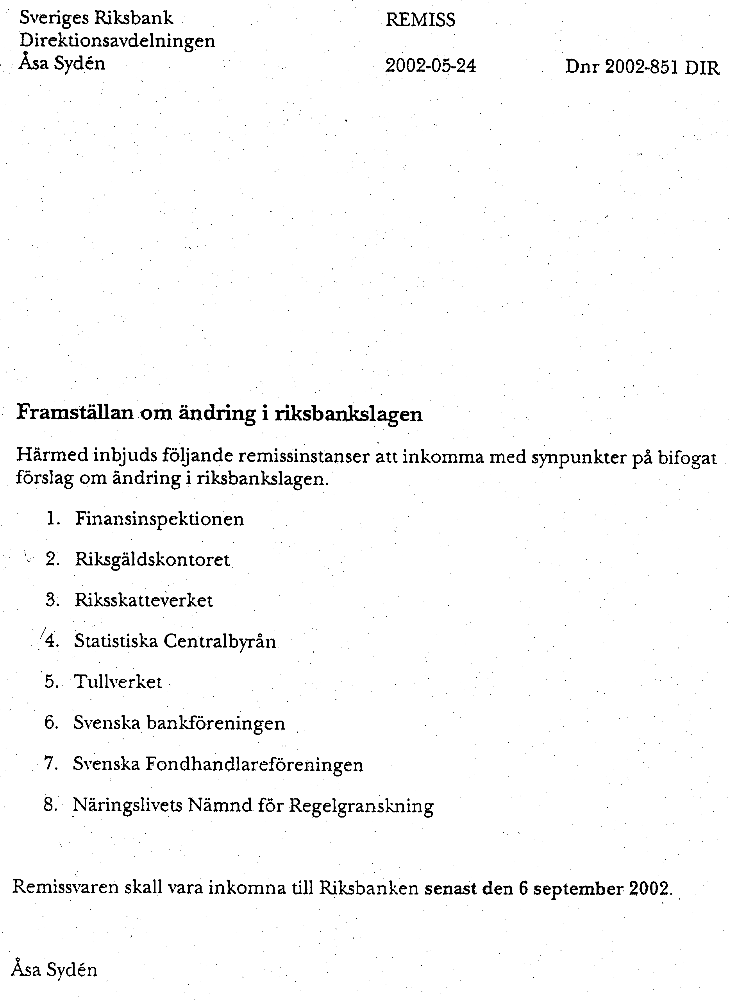 Sveriges Riksbank
REMISS
Direktionsavdelningen
Åsa Sydén
2002-05-24
Dnr 2002-851 DIR
Framställan om ändring i riksbankslagen
Härmed inbjuds följande remissinstanser att inkomma med synpunkter på bifogat
förslag om ändring i riksbankslagen.
1. Finansinspektionen
2. Riksgäldskontoret
3. Riksskatteverket
4. Statistiska Centralbyrån
5. Tullverket
6. Svenska bankföreningen
7. Svenska Fondhandlareföreningen
8. Näringslivets Nämnd för Regelgranskning
Remissvaren skall vara inkomna till Riksbanken senast den 6 september 2002.
Åsa Sydén